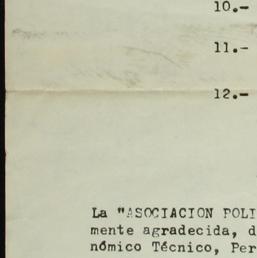 10.-
11.-
12.-
La "ASOCIACION POLI
mente agradecida, d
nómico Técnico, Per